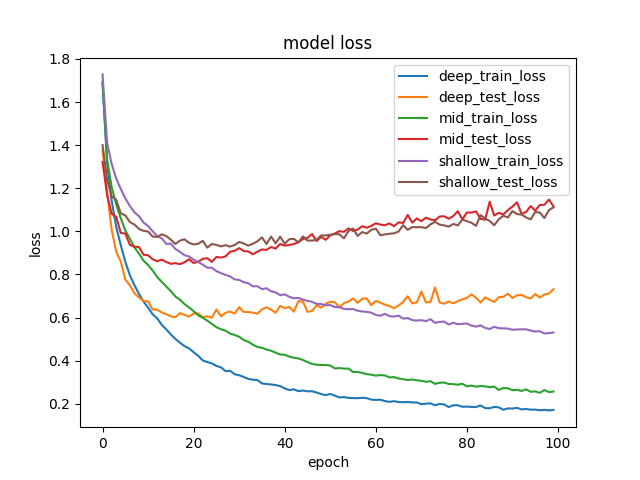 model loss
loss
1.8
1.6
1.4
1.2
1.0
0.8
0.6
0.4
0.2
deep_train_loss
deep_test_loss
mid_train_loss
mid_test_loss
shallow_train_loss
shallow_test_loss
0 20 40 60 80 100
epoch